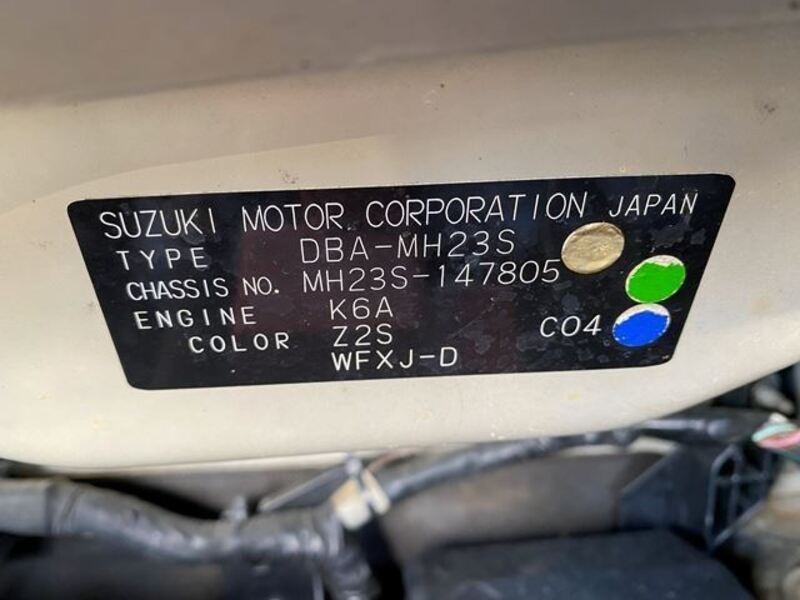 SUZUKI MOTOR CORPORATION JAPAN
TYPE DBA-MH23S
CHASSIS NO. MH23S-147805
ENGINE K6A
COLOR Z2S C04
WFXJ-D